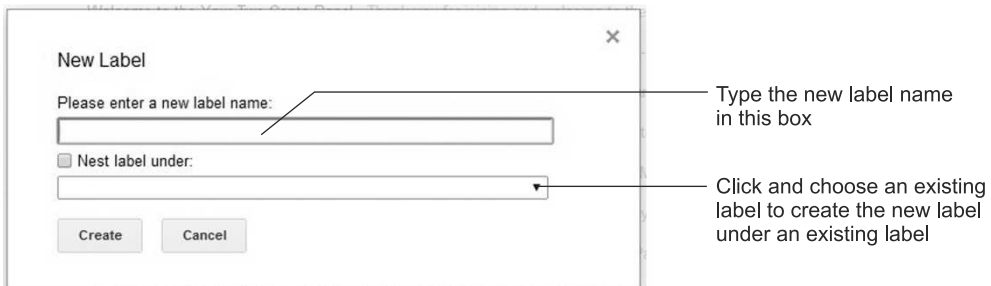 New Label
Please enter a new label name:
Nest label under:
Create Cancel
Type the new label name
in this box
Click and choose an existing
label to create the new label
under an existing label